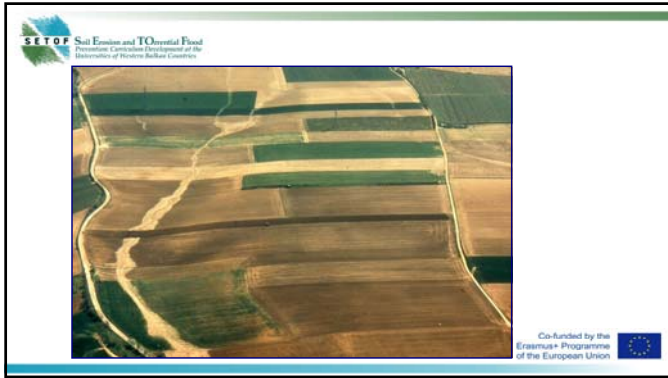 SETOF
Soil Erosion and TOrrential Flood
Preventiom Curriculum Development at the
Universities of Western Balkan Countries
Co-funded by the
Erasmus+ Programme
of the European Union